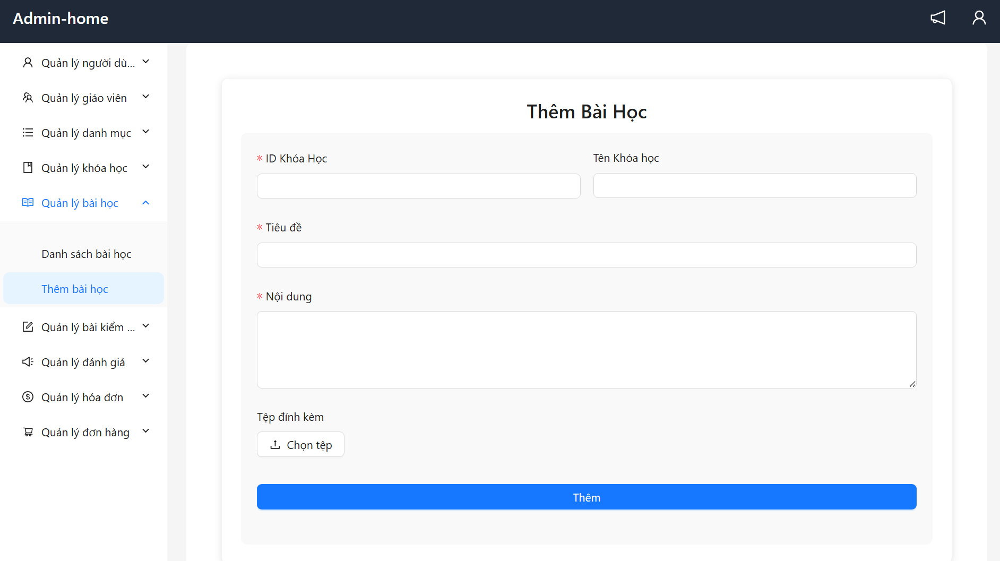 Admin-home
Quản lý người dù...
Quản lý giáo viên
Quản lý danh mục
Quản lý khóa học
Quản lý bài học
Danh sách bài học
Thêm bài học
Quản lý bài kiểm ...
Quản lý đánh giá
Quản lý hóa đơn
Quản lý đơn hàng
Thêm Bài Học
* ID Khóa Học
Tên Khóa học
* Tiêu đề
* Nội dung
Tệp đính kèm
Chọn tệp
Thêm